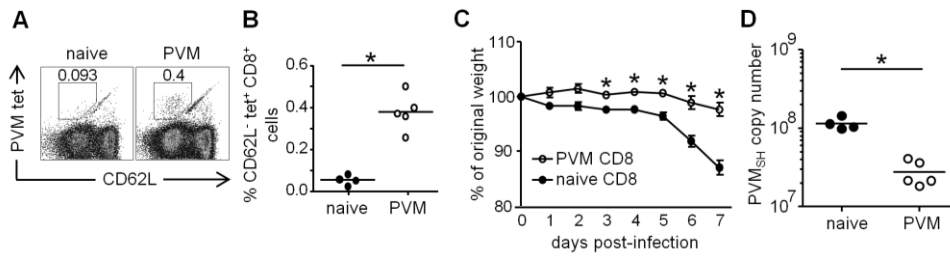 A
naive
PVM
0.093
0.4
PVM tet
CD62L
B
% CD62L⁻ tet⁺ CD8⁺
cells
0.6
0.4
0.2
0.0
*
naive
PVM
C
% of original weight
110
100
90
80
* * * * *
PVM CD8
naive CD8
0 1 2 3 4 5 6 7
days post-infection
D
PVM_SH copy number
10⁹
10⁸
10⁷
*
naive
PVM